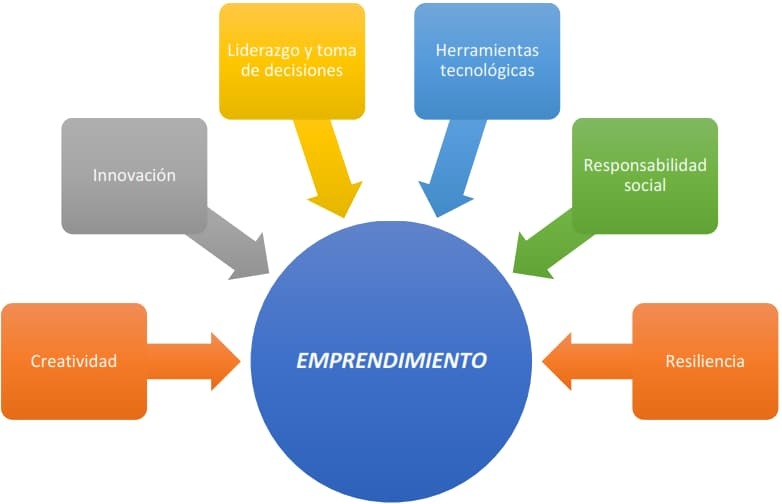 Liderazgo y toma
de decisiones
Herramientas
tecnológicas
Innovación
Responsabilidad
social
Creatividad
EMPRENDIMIENTO
Resiliencia